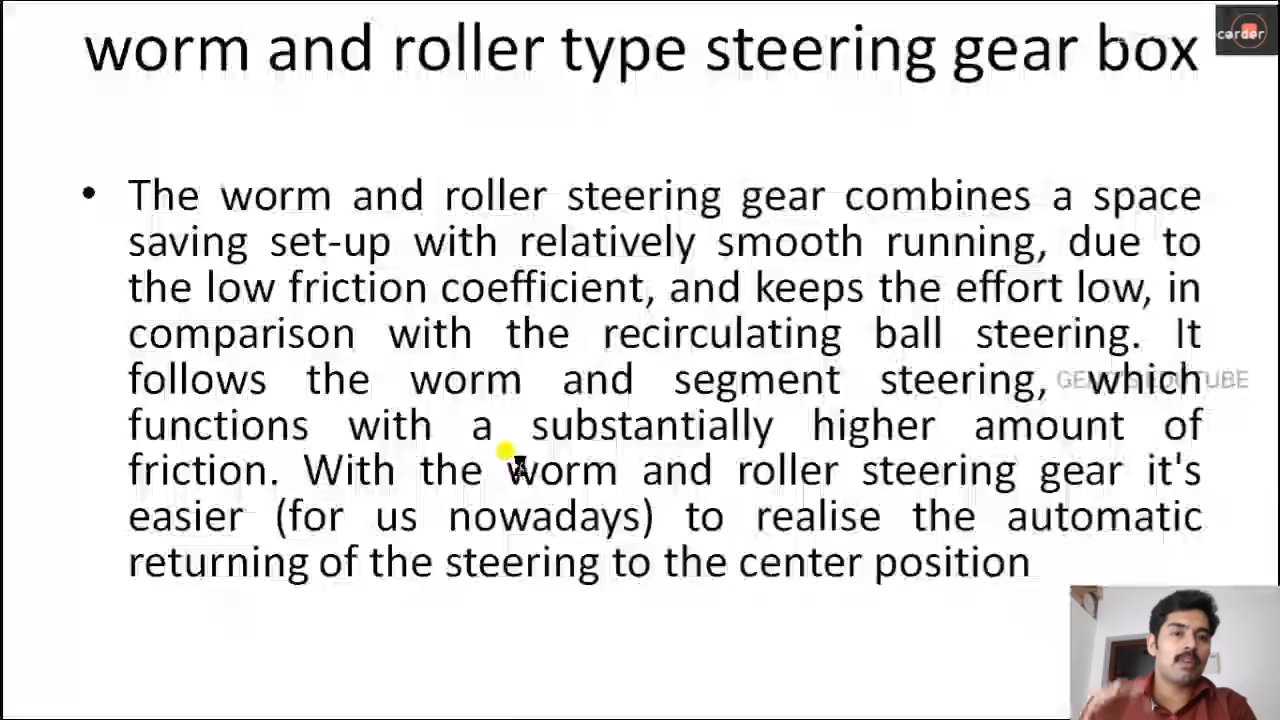 worm and roller type steering gear box
corder
• The worm and roller steering gear combines a space
saving set-up with relatively smooth running, due to
the low friction coefficient, and keeps the effort low, in
comparison with the recirculating ball steering. It
follows the worm and segment steering, which
functions with a substantially higher amount of
friction. With the worm and roller steering gear it's
easier (for us nowadays) to realise the automatic
returning of the steering to the center position